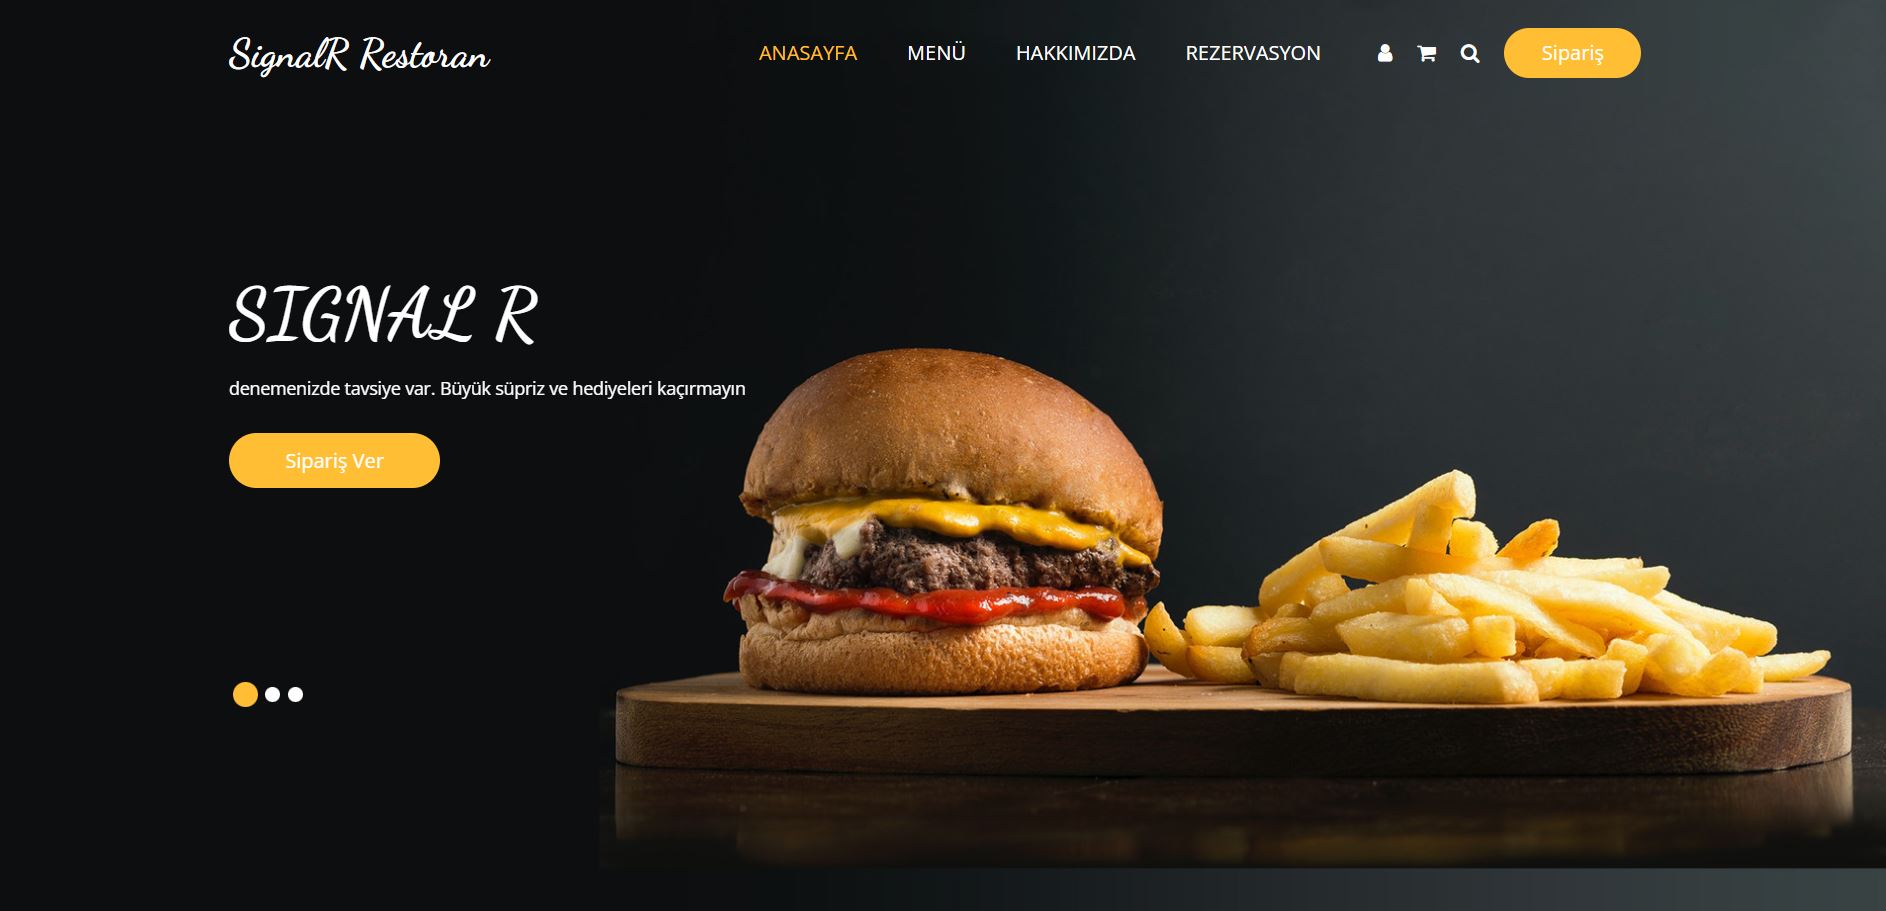 SignalR Restoran
ANASAYFA MENÜ HAKKIMIZDA REZERVASYON Sipariş
SIGNAL R
denemenizde tavsiye var. Büyük süpriz ve hediyeleri kaçırmayın
Sipariş Ver